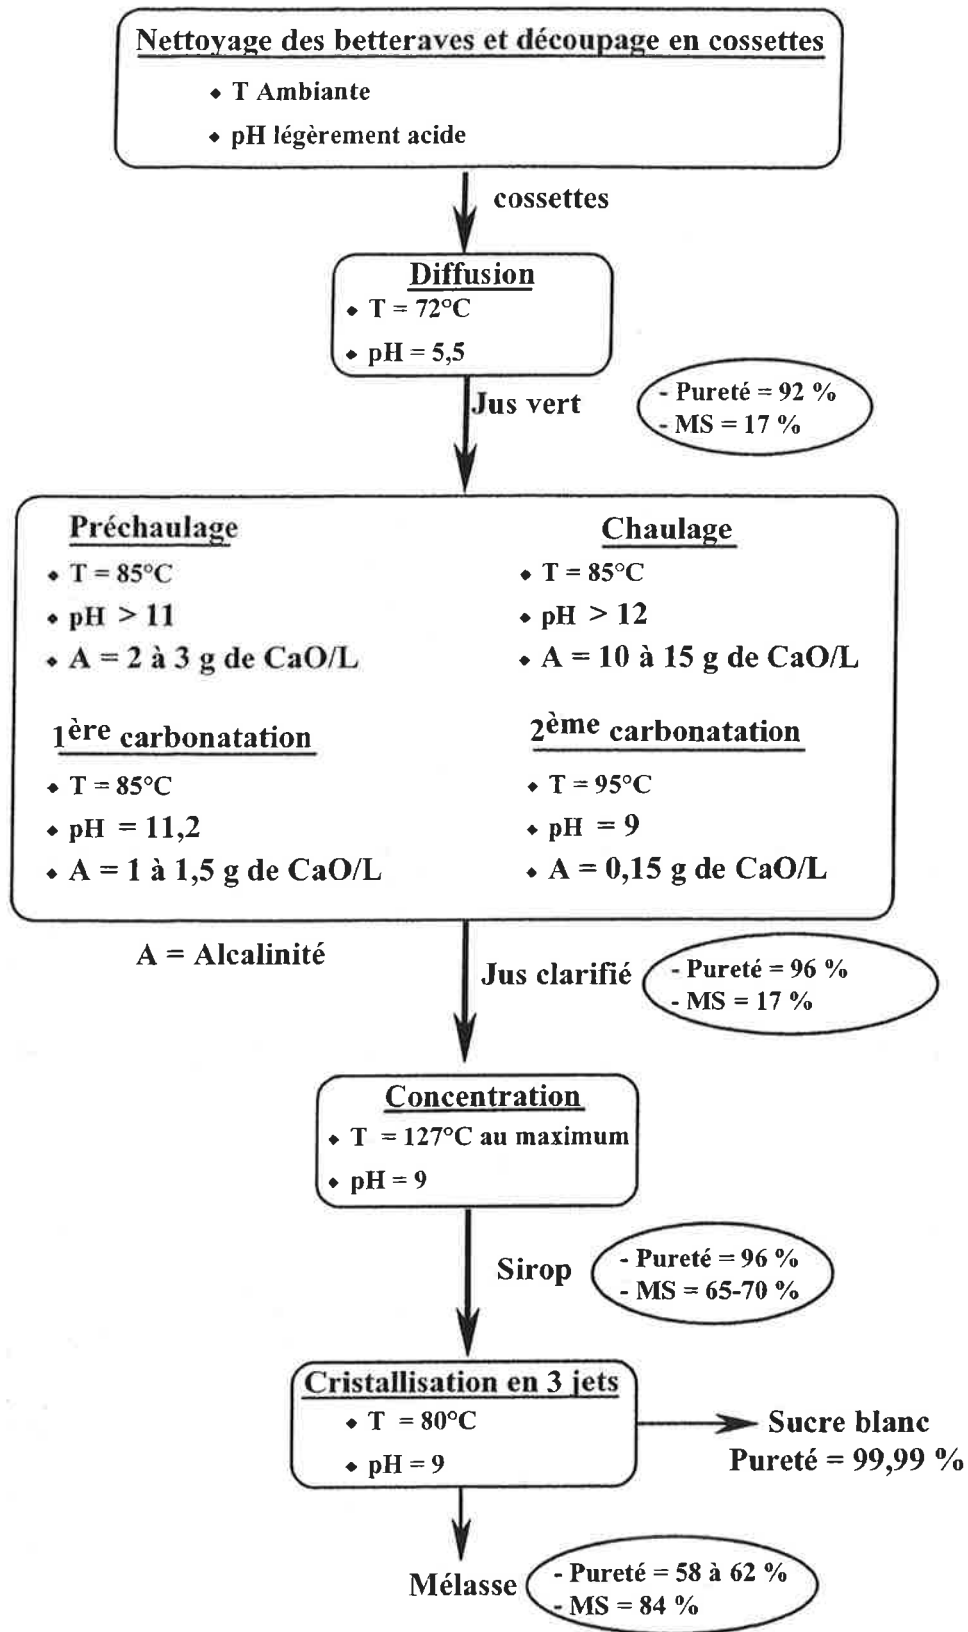 Nettoyage des betteraves et découpage en cossettes
♦ T Ambiante
♦ pH légèrement acide
cossettes
Diffusion
♦ T = 72°C
♦ pH = 5,5
Jus vert
- Pureté = 92 %
- MS = 17 %
Préchaulage
♦ T = 85°C
♦ pH > 11
♦ A = 2 à 3 g de CaO/L
Chaulage
♦ T = 85°C
♦ pH > 12
♦ A = 10 à 15 g de CaO/L
1ère carbonatation
♦ T = 85°C
♦ pH = 11,2
♦ A = 1 à 1,5 g de CaO/L
2ème carbonatation
♦ T = 95°C
♦ pH = 9
♦ A = 0,15 g de CaO/L
A = Alcalinité
Jus clarifié
- Pureté = 96 %
- MS = 17 %
Concentration
♦ T = 127°C au maximum
♦ pH = 9
Sirop
- Pureté = 96 %
- MS = 65-70 %
Cristallisation en 3 jets
♦ T = 80°C
♦ pH = 9
Sucre blanc
Pureté = 99,99 %
Mélasse
- Pureté = 58 à 62 %
- MS = 84 %